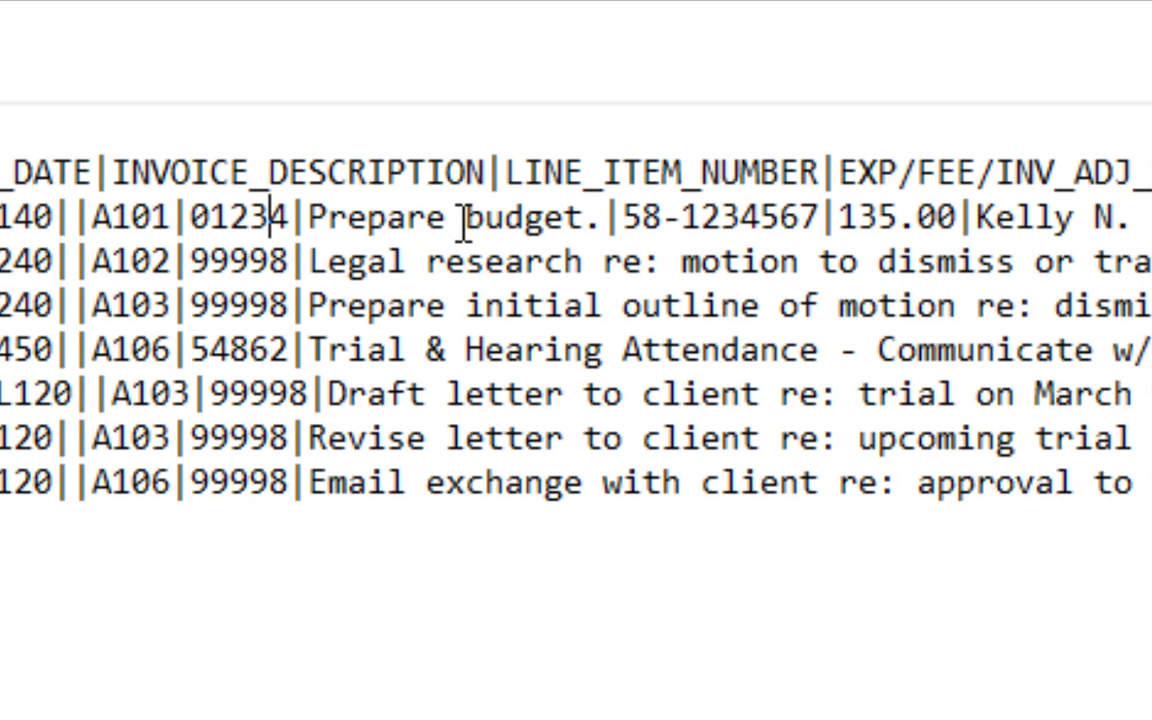 _DATE|INVOICE_DESCRIPTION|LINE_ITEM_NUMBER|EXP/FEE/INV_ADJ_
140||A101|01234|Prepare budget.|58-1234567|135.00|Kelly N.
240||A102|99998|Legal research re: motion to dismiss or tra
240||A103|99998|Prepare initial outline of motion re: dismi
450||A106|54862|Trial & Hearing Attendance - Communicate w/
L120||A103|99998|Draft letter to client re: trial on March
120||A103|99998|Revise letter to client re: upcoming trial
120||A106|99998|Email exchange with client re: approval to